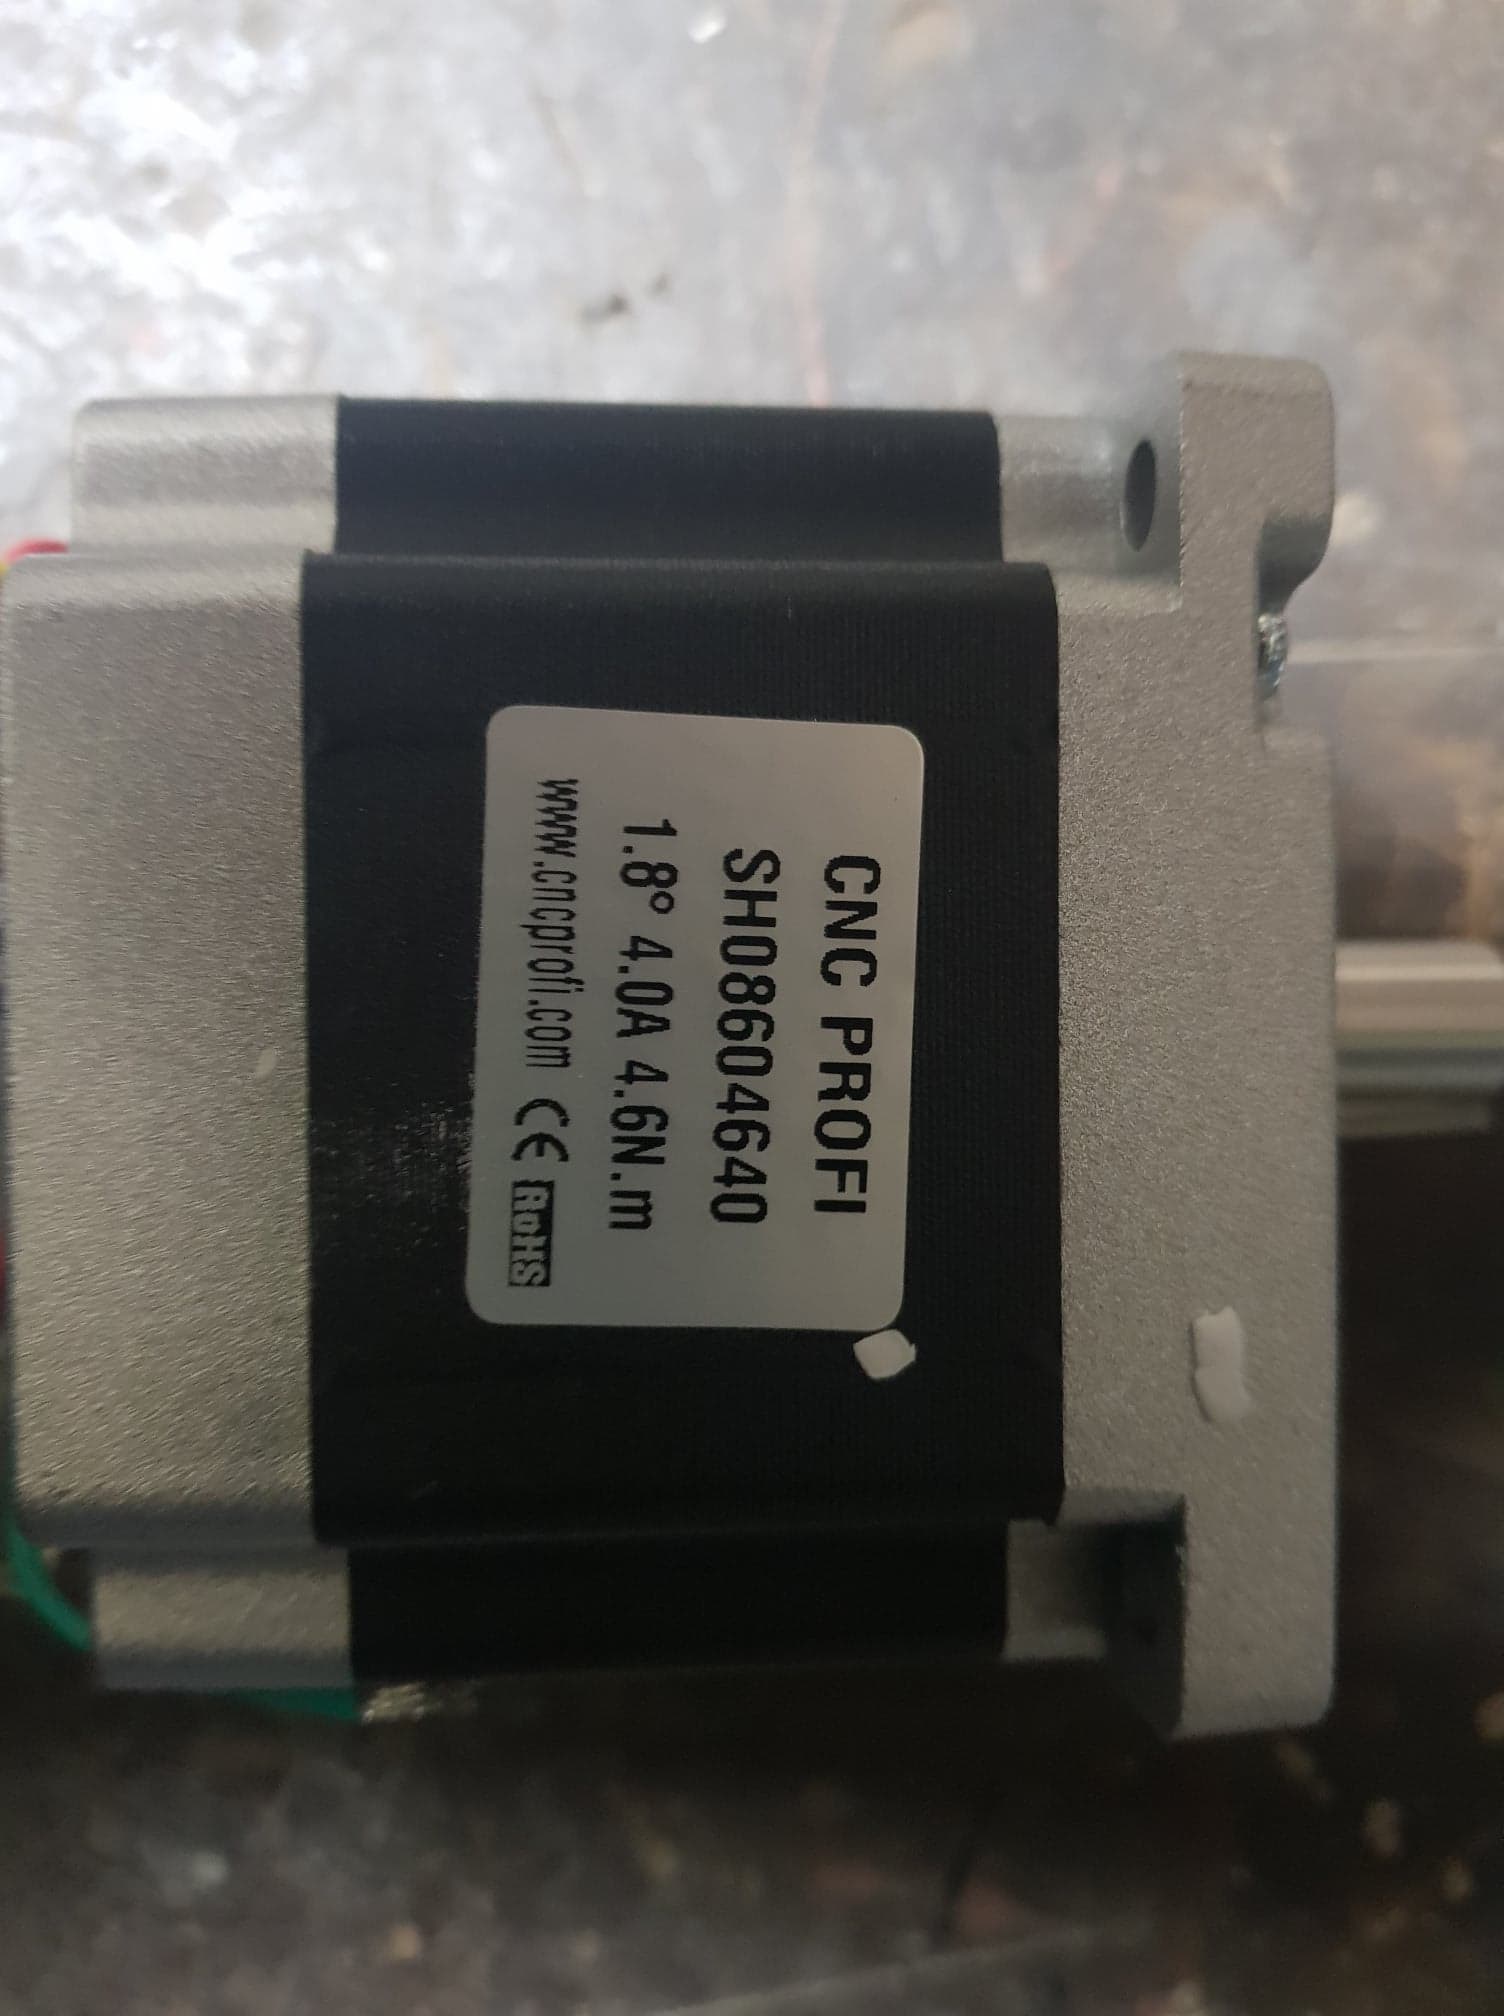 CNC PROFI
SH08604640
1.8° 4.0A 4.6N.m
www.cncprofi.com CE RoHS